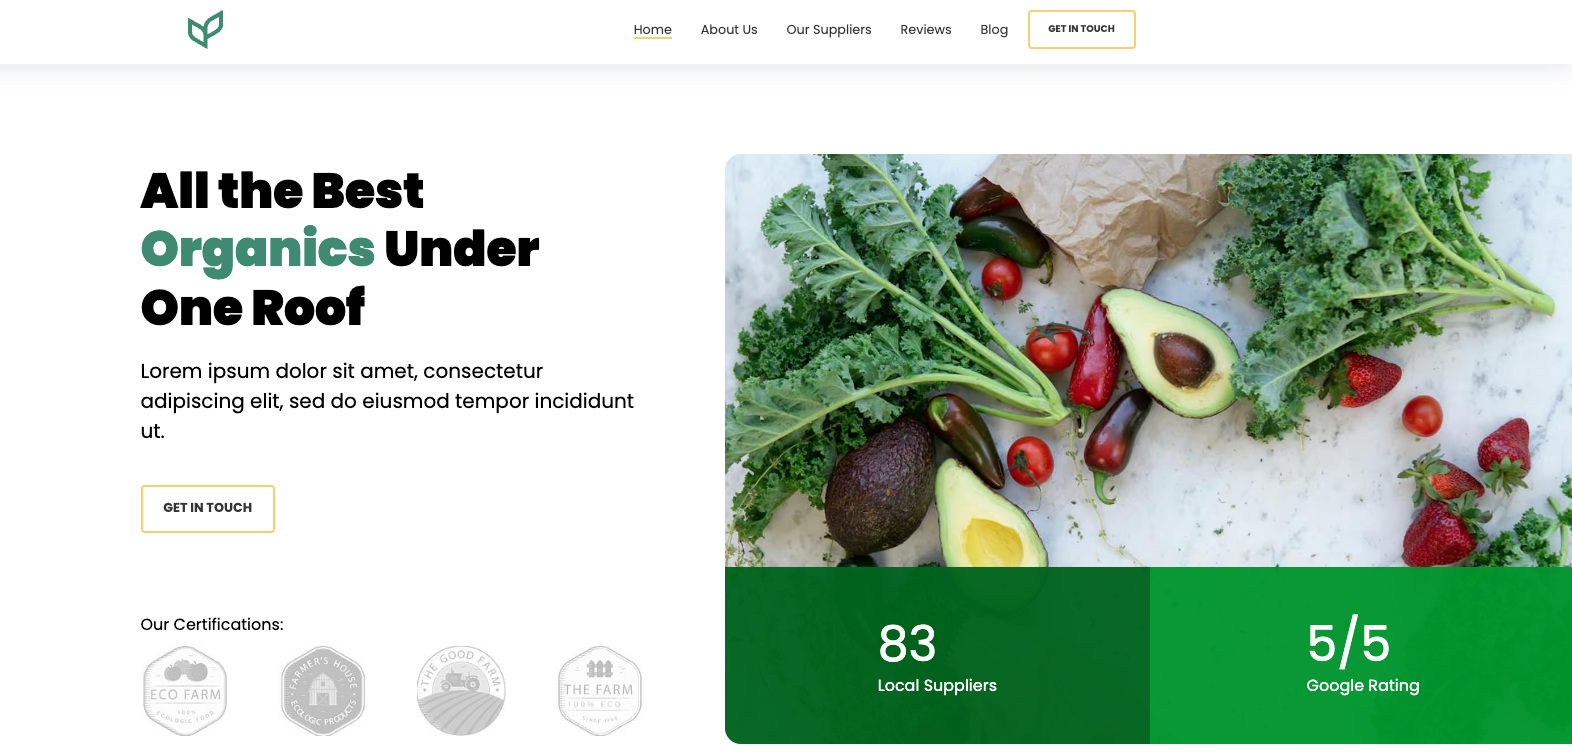 Home
About Us
Our Suppliers
Reviews
Blog
GET IN TOUCH
All the Best
Organics Under
One Roof
Lorem ipsum dolor sit amet, consectetur
adipiscing elit, sed do eiusmod tempor incididunt
ut.
GET IN TOUCH
Our Certifications:
ECO FARM
100%
ECOLOGIC FOOD
FARMER'S HOUSE
ECOLOGIC PRODUCTS
THE GOOD FARM
THE FARM
100% ECO
83
Local Suppliers
5/5
Google Rating